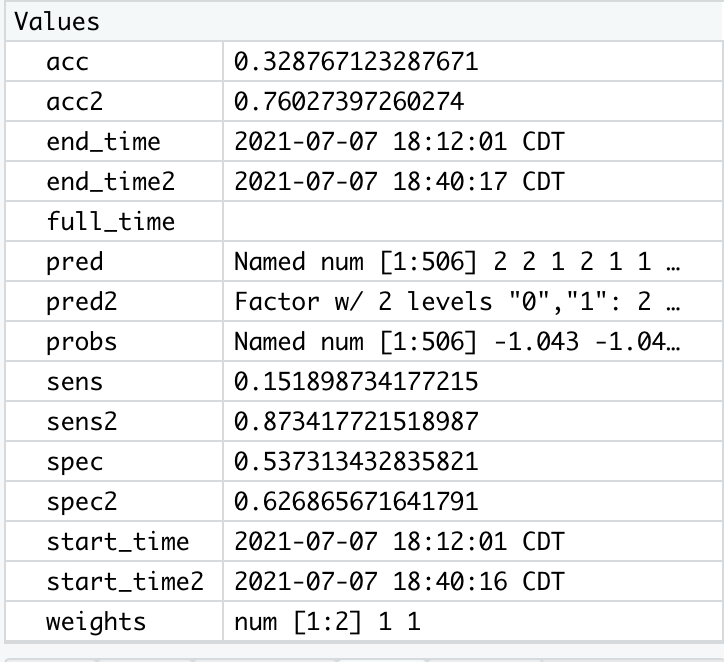 Values
acc 0.328767123287671
acc2 0.76027397260274
end_time 2021-07-07 18:12:01 CDT
end_time2 2021-07-07 18:40:17 CDT
full_time
pred Named num [1:506] 2 2 1 2 1 1 …
pred2 Factor w/ 2 levels "0","1": 2 …
probs Named num [1:506] -1.043 -1.04…
sens 0.151898734177215
sens2 0.873417721518987
spec 0.537313432835821
spec2 0.626865671641791
start_time 2021-07-07 18:12:01 CDT
start_time2 2021-07-07 18:40:16 CDT
weights num [1:2] 1 1